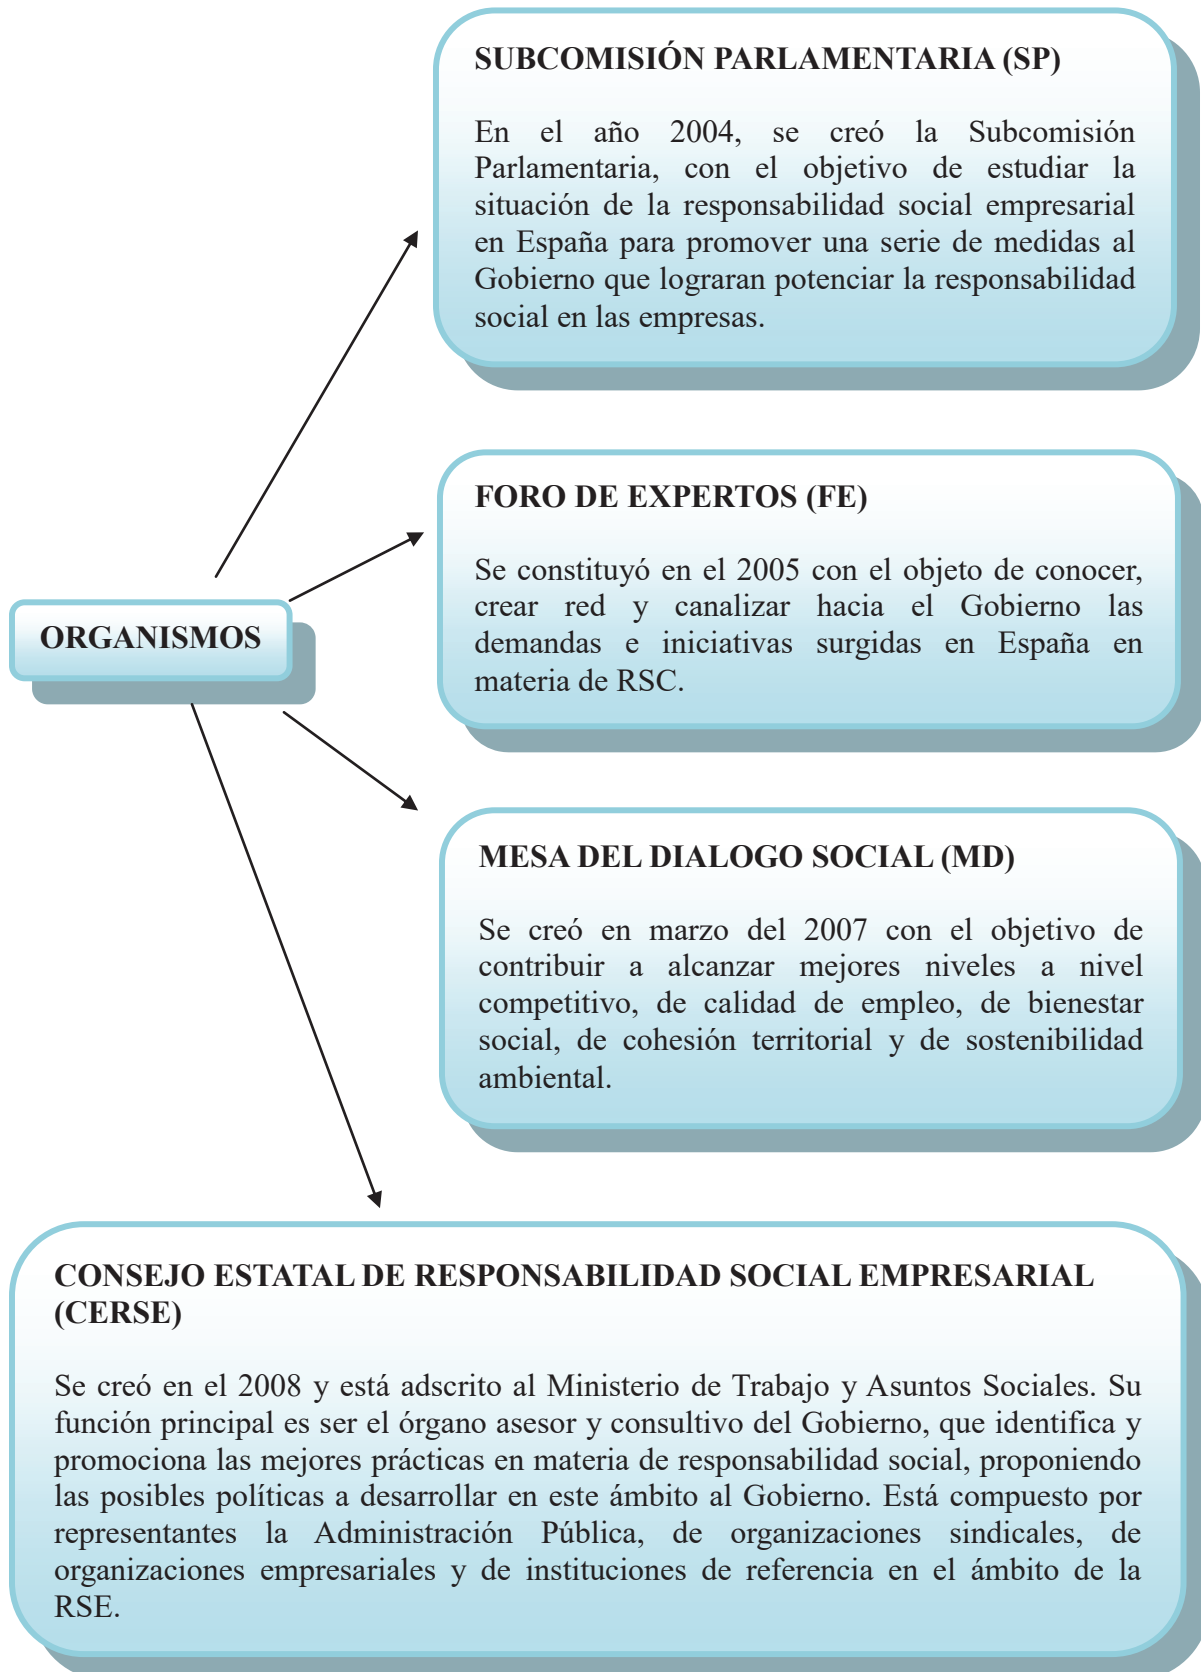 SUBCOMISIÓN PARLAMENTARIA (SP)
En el año 2004, se creó la Subcomisión
Parlamentaria, con el objetivo de estudiar la
situación de la responsabilidad social empresarial
en España para promover una serie de medidas al
Gobierno que lograran potenciar la responsabilidad
social en las empresas.
FORO DE EXPERTOS (FE)
Se constituyó en el 2005 con el objeto de conocer,
crear red y canalizar hacia el Gobierno las
demandas e iniciativas surgidas en España en
materia de RSC.
ORGANISMOS
MESA DEL DIALOGO SOCIAL (MD)
Se creó en marzo del 2007 con el objetivo de
contribuir a alcanzar mejores niveles a nivel
competitivo, de calidad de empleo, de bienestar
social, de cohesión territorial y de sostenibilidad
ambiental.
CONSEJO ESTATAL DE RESPONSABILIDAD SOCIAL EMPRESARIAL
(CERSE)
Se creó en el 2008 y está adscrito al Ministerio de Trabajo y Asuntos Sociales. Su
función principal es ser el órgano asesor y consultivo del Gobierno, que identifica y
promociona las mejores prácticas en materia de responsabilidad social, proponiendo
las posibles políticas a desarrollar en este ámbito al Gobierno. Está compuesto por
representantes la Administración Pública, de organizaciones sindicales, de
organizaciones empresariales y de instituciones de referencia en el ámbito de la
RSE.